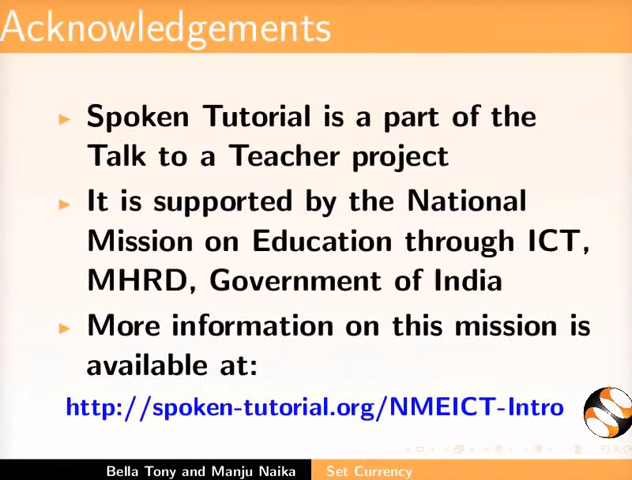 Acknowledgements
Spoken Tutorial is a part of the
Talk to a Teacher project
It is supported by the National
Mission on Education through ICT,
MHRD, Government of India
More information on this mission is
available at:
http://spoken-tutorial.org/NMEICT-Intro
Bella Tony and Manju Naika Set Currency